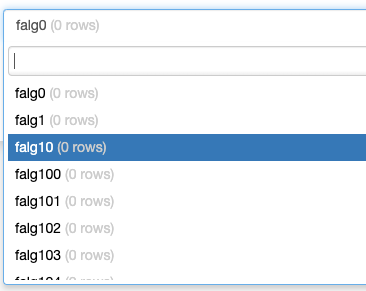 falg0 (0 rows)
falg0 (0 rows)
falg1 (0 rows)
falg10 (0 rows)
falg100 (0 rows)
falg101 (0 rows)
falg102 (0 rows)
falg103 (0 rows)